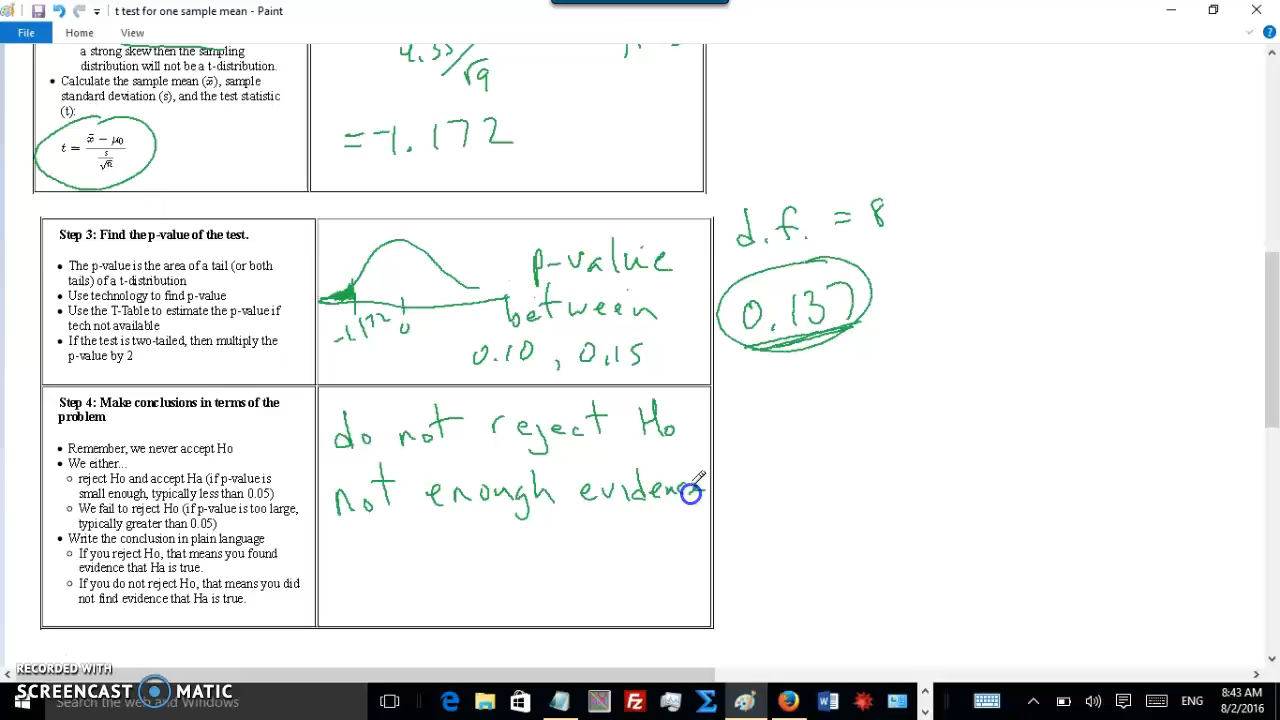 t test for one sample mean - Paint
File
Home
View
a strong skew then the sampling
distribution will not be a t-distribution.
Calculate the sample mean (x̄), sample
standard deviation (s), and the test statistic
(t):
t = x̄ − μ0
s
√n
√9
= -1.172
Step 3: Find the p-value of the test.
The p-value is the area of a tail (or both
tails) of a t-distribution
Use technology to find p-value
Use the T-Table to estimate the p-value if
tech not available
If the test is two-tailed, then multiply the
p-value by 2
-1.172 0
p-value
between
0.10 , 0.15
d.f. = 8
0.137
Step 4: Make conclusions in terms of the
problem
Remember, we never accept Ho
We either...
reject Ho and accept Ha (if p-value is
small enough, typically less than 0.05)
We fail to reject Ho (if p-value is too large,
typically greater than 0.05)
Write the conclusion in plain language
If you reject Ho, that means you found
evidence that Ha is true.
If you do not reject Ho, that means you did
not find evidence that Ha is true.
do not reject Ho
not enough evidence
RECORDED WITH
SCREENCAST MATIC
Search the web and Windows
ENG
8:43 AM
8/2/2016